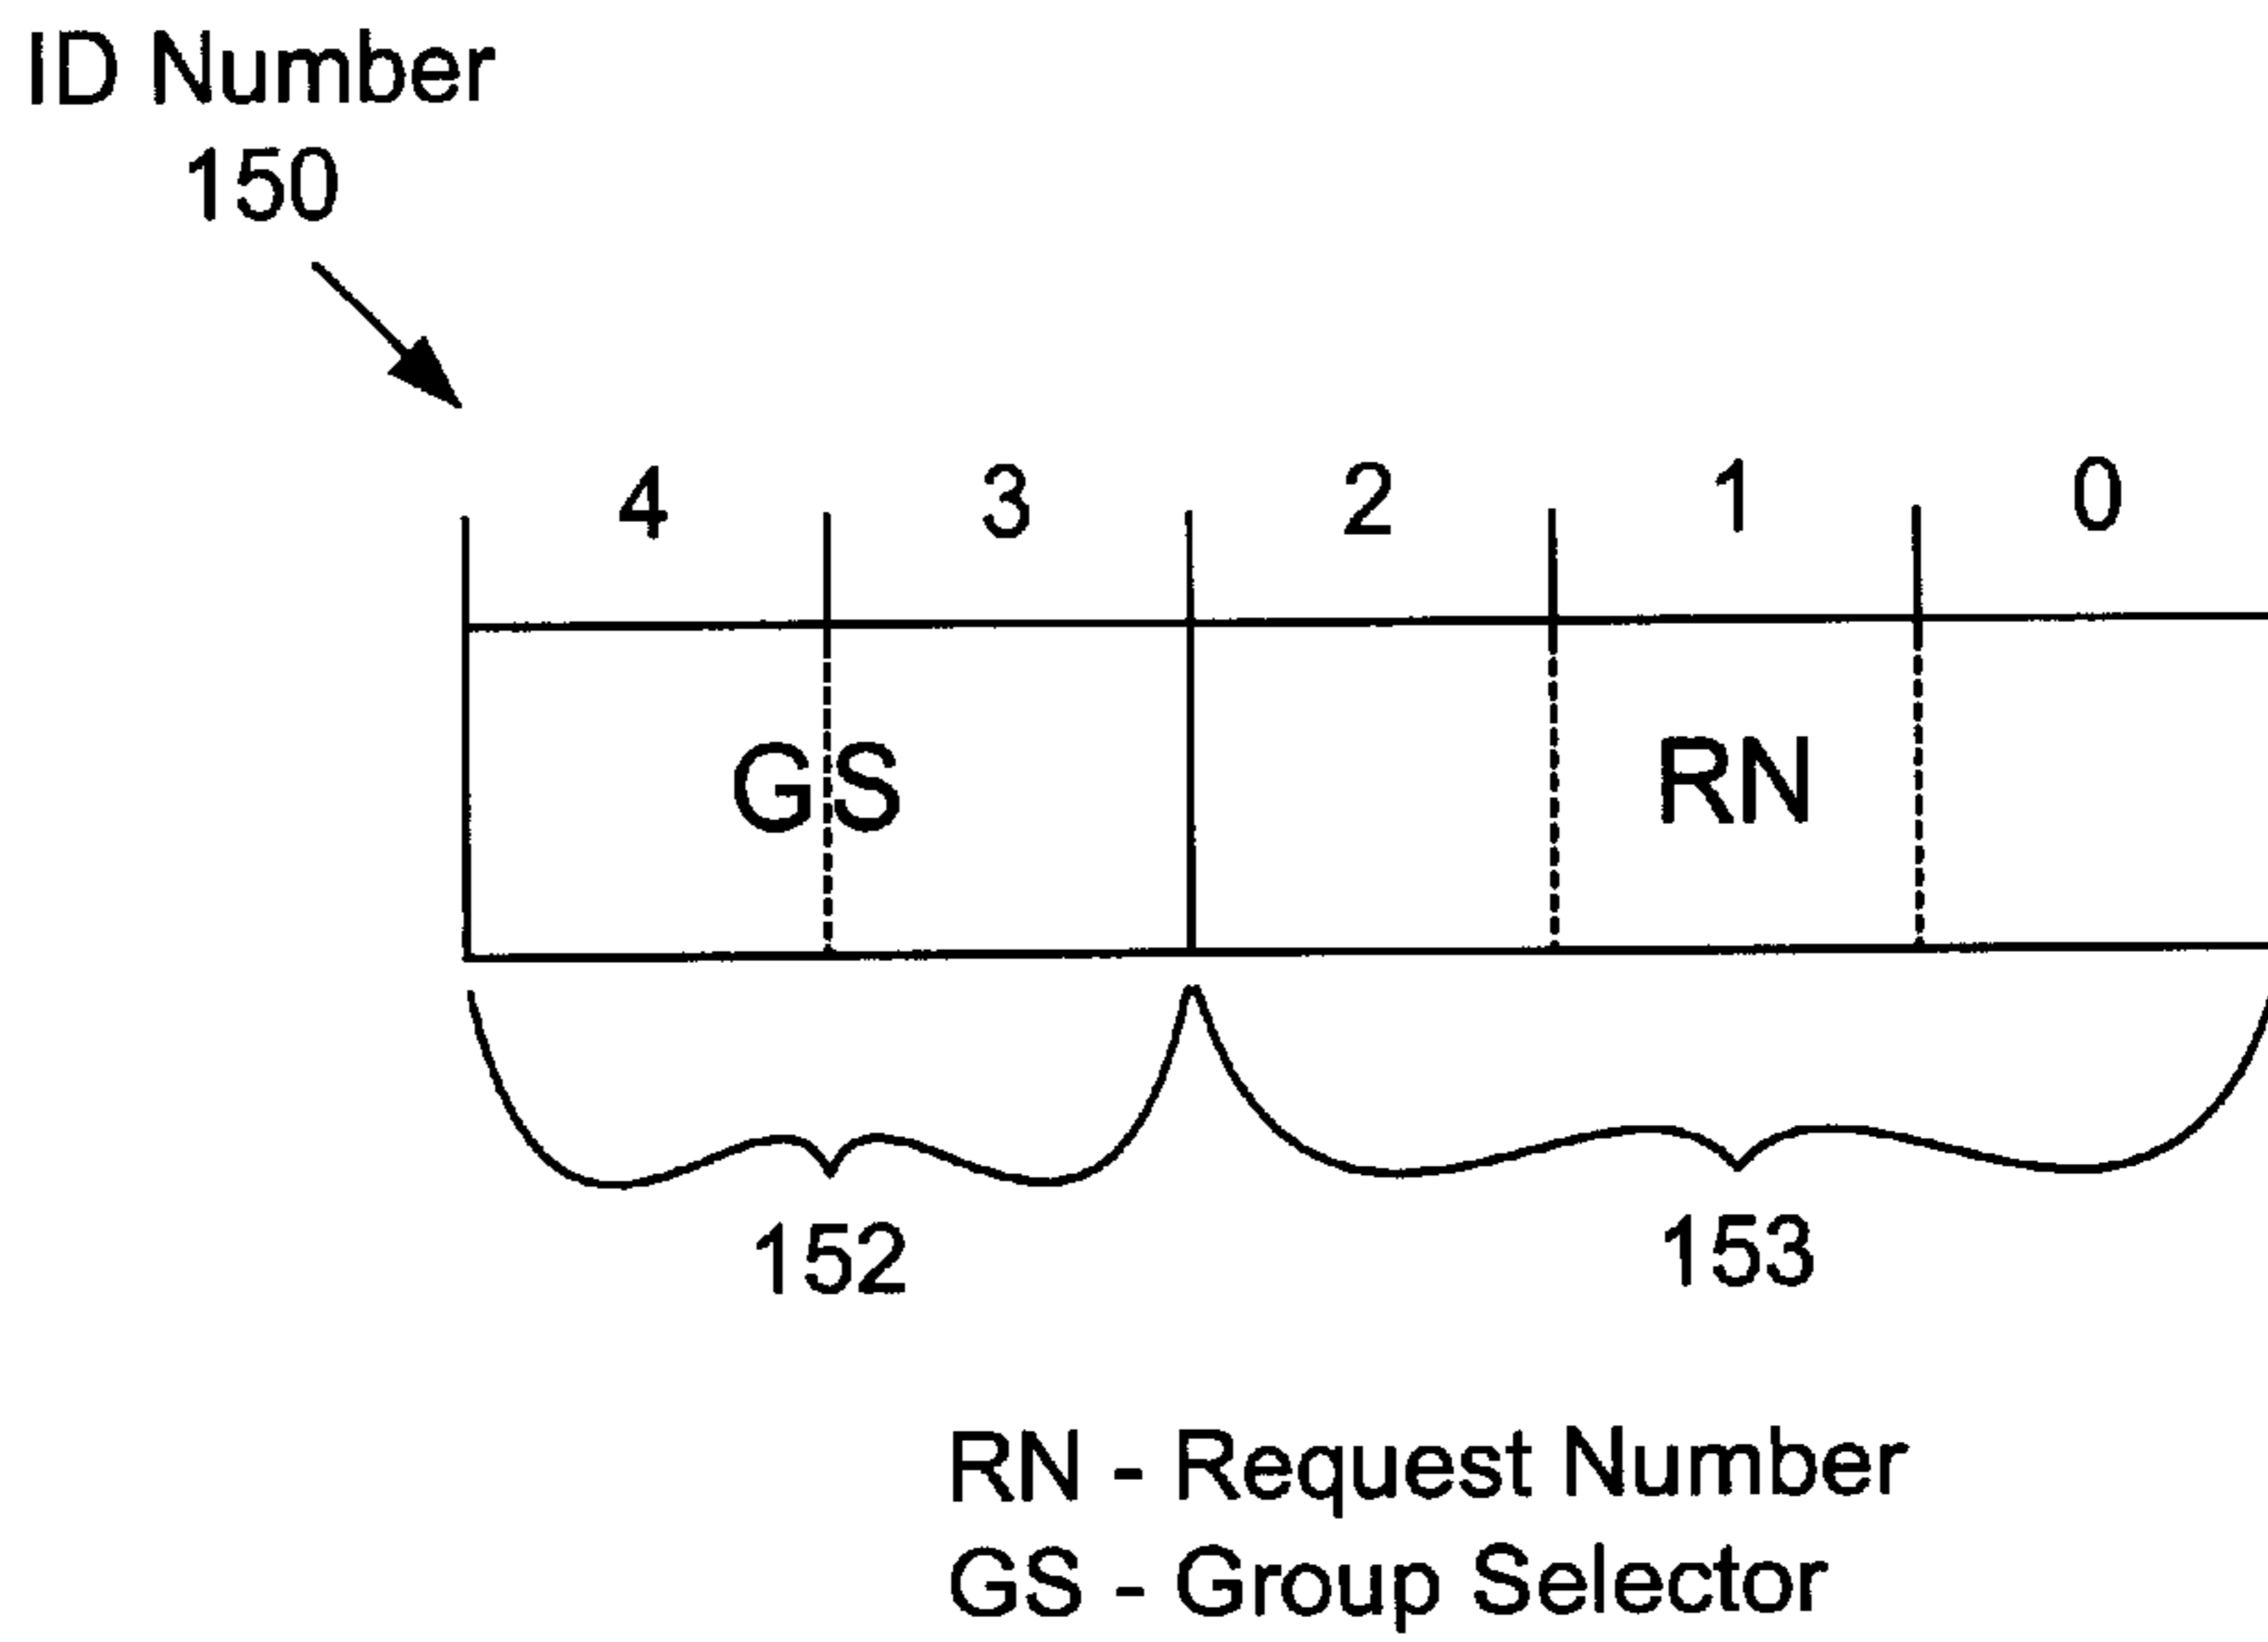 ID Number
150
4 3 2 1 0
GS RN
152 153
RN - Request Number
GS - Group Selector